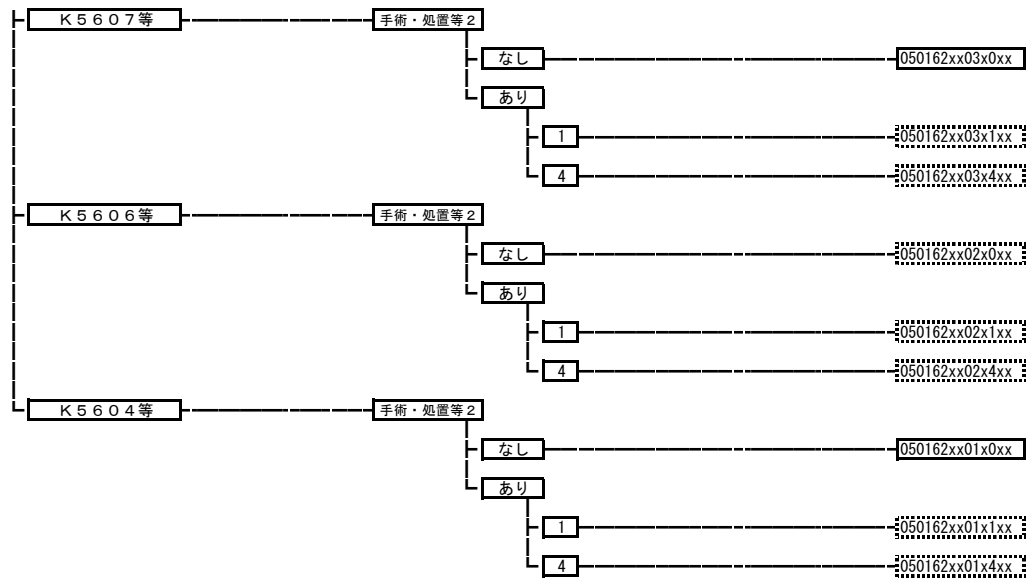 K5607等 手術・処置等2
なし 050162xx03x0xx
あり
1 050162xx03x1xx
4 050162xx03x4xx
K5606等 手術・処置等2
なし 050162xx02x0xx
あり
1 050162xx02x1xx
4 050162xx02x4xx
K5604等 手術・処置等2
なし 050162xx01x0xx
あり
1 050162xx01x1xx
4 050162xx01x4xx